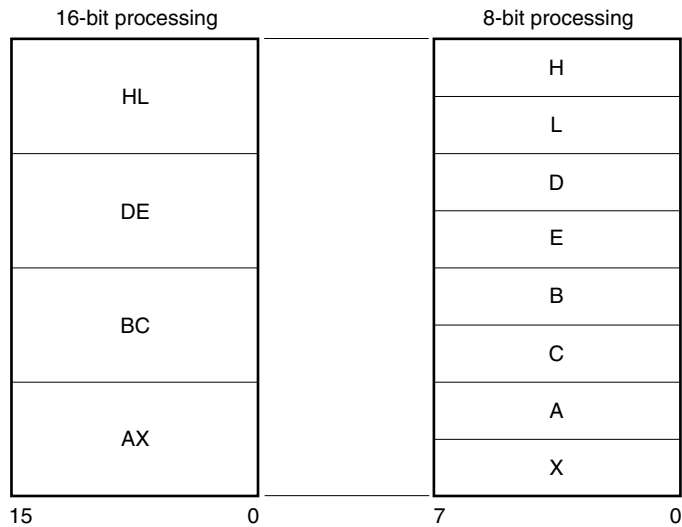 16-bit processing
8-bit processing
HL
DE
BC
AX
H
L
D
E
B
C
A
X
15 0
7 0